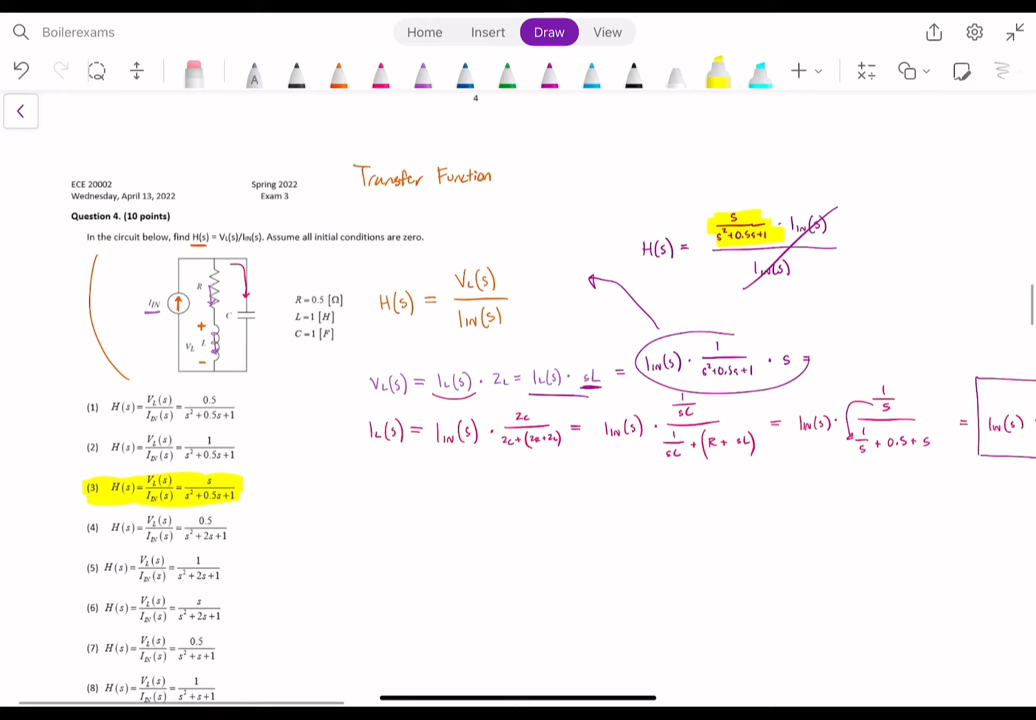 Boilerexams
Home Insert Draw View
A
4
ECE 20002 Spring 2022
Wednesday, April 13, 2022 Exam 3
Transfer Function
Question 4. (10 points)
In the circuit below, find H(s) = VL(s)/IIN(s). Assume all initial conditions are zero.
H(s) = s/(s²+0.5s+1) · IIN(s) / IIN(s)
IIN R C VL L + -
R = 0.5 [Ω]
L = 1 [H]
C = 1 [F]
H(s) = VL(s) / IIN(s)
VL(s) = IL(s) · ZL = IL(s) · sL = IIN(s) · 1/(s²+0.5s+1) · s
IL(s) = IIN(s) · ZC/(ZC+(ZR+ZL)) = IIN(s) · (1/sC)/(1/sC + (R + sL)) = IIN(s) · (1/s)/(1/s + 0.5 + s) = IIN(s)
(1) H(s) = VL(s)/IIN(s) = 0.5/(s²+0.5s+1)
(2) H(s) = VL(s)/IIN(s) = 1/(s²+0.5s+1)
(3) H(s) = VL(s)/IIN(s) = s/(s²+0.5s+1)
(4) H(s) = VL(s)/IIN(s) = 0.5/(s²+2s+1)
(5) H(s) = VL(s)/IIN(s) = 1/(s²+2s+1)
(6) H(s) = VL(s)/IIN(s) = s/(s²+2s+1)
(7) H(s) = VL(s)/IIN(s) = 0.5/(s²+s+1)
(8) H(s) = VL(s)/IIN(s) = 1/(s²+s+1)